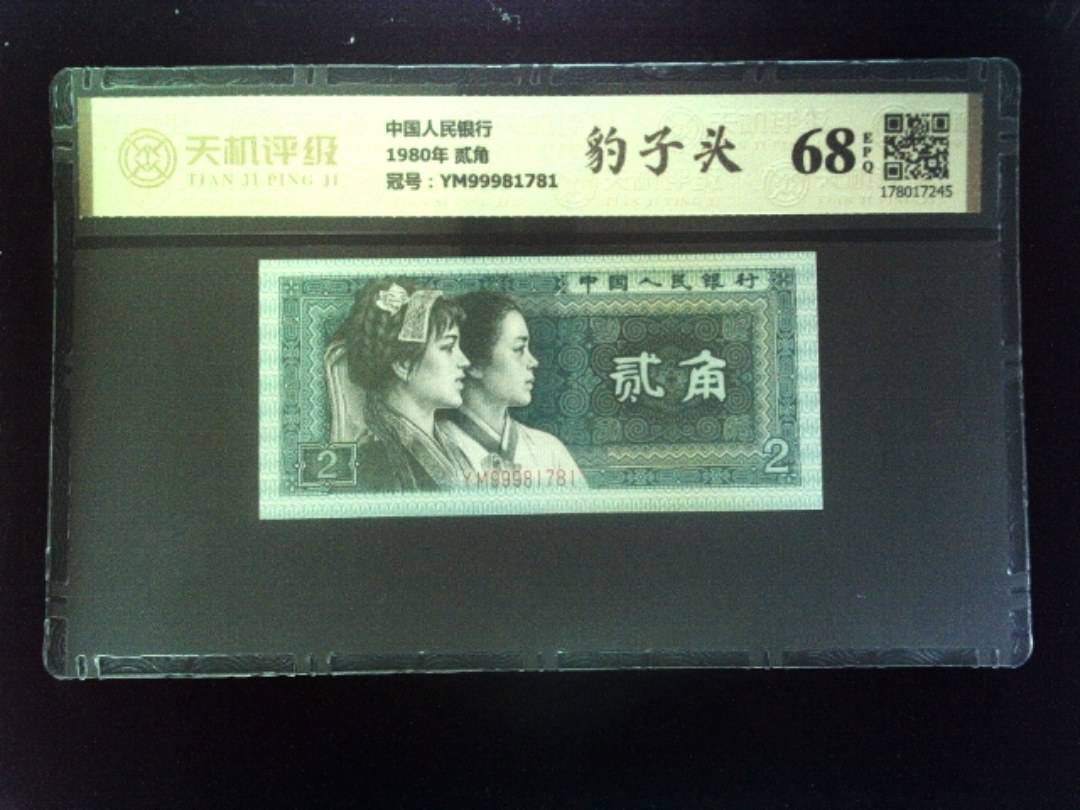 天机评级
TIAN JI PING JI
中国人民银行
1980年 贰角
冠号：YM99981781
豹子头
68
EPQ
178017245
中国人民银行
贰角
2
2
YM99981781